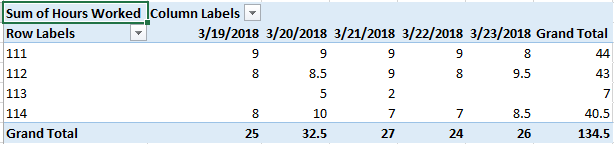 Sum of Hours Worked Column Labels
Row Labels 3/19/2018 3/20/2018 3/21/2018 3/22/2018 3/23/2018 Grand Total
111 9 9 9 9 8 44
112 8 8.5 9 8 9.5 43
113 5 2 7
114 8 10 7 7 8.5 40.5
Grand Total 25 32.5 27 24 26 134.5